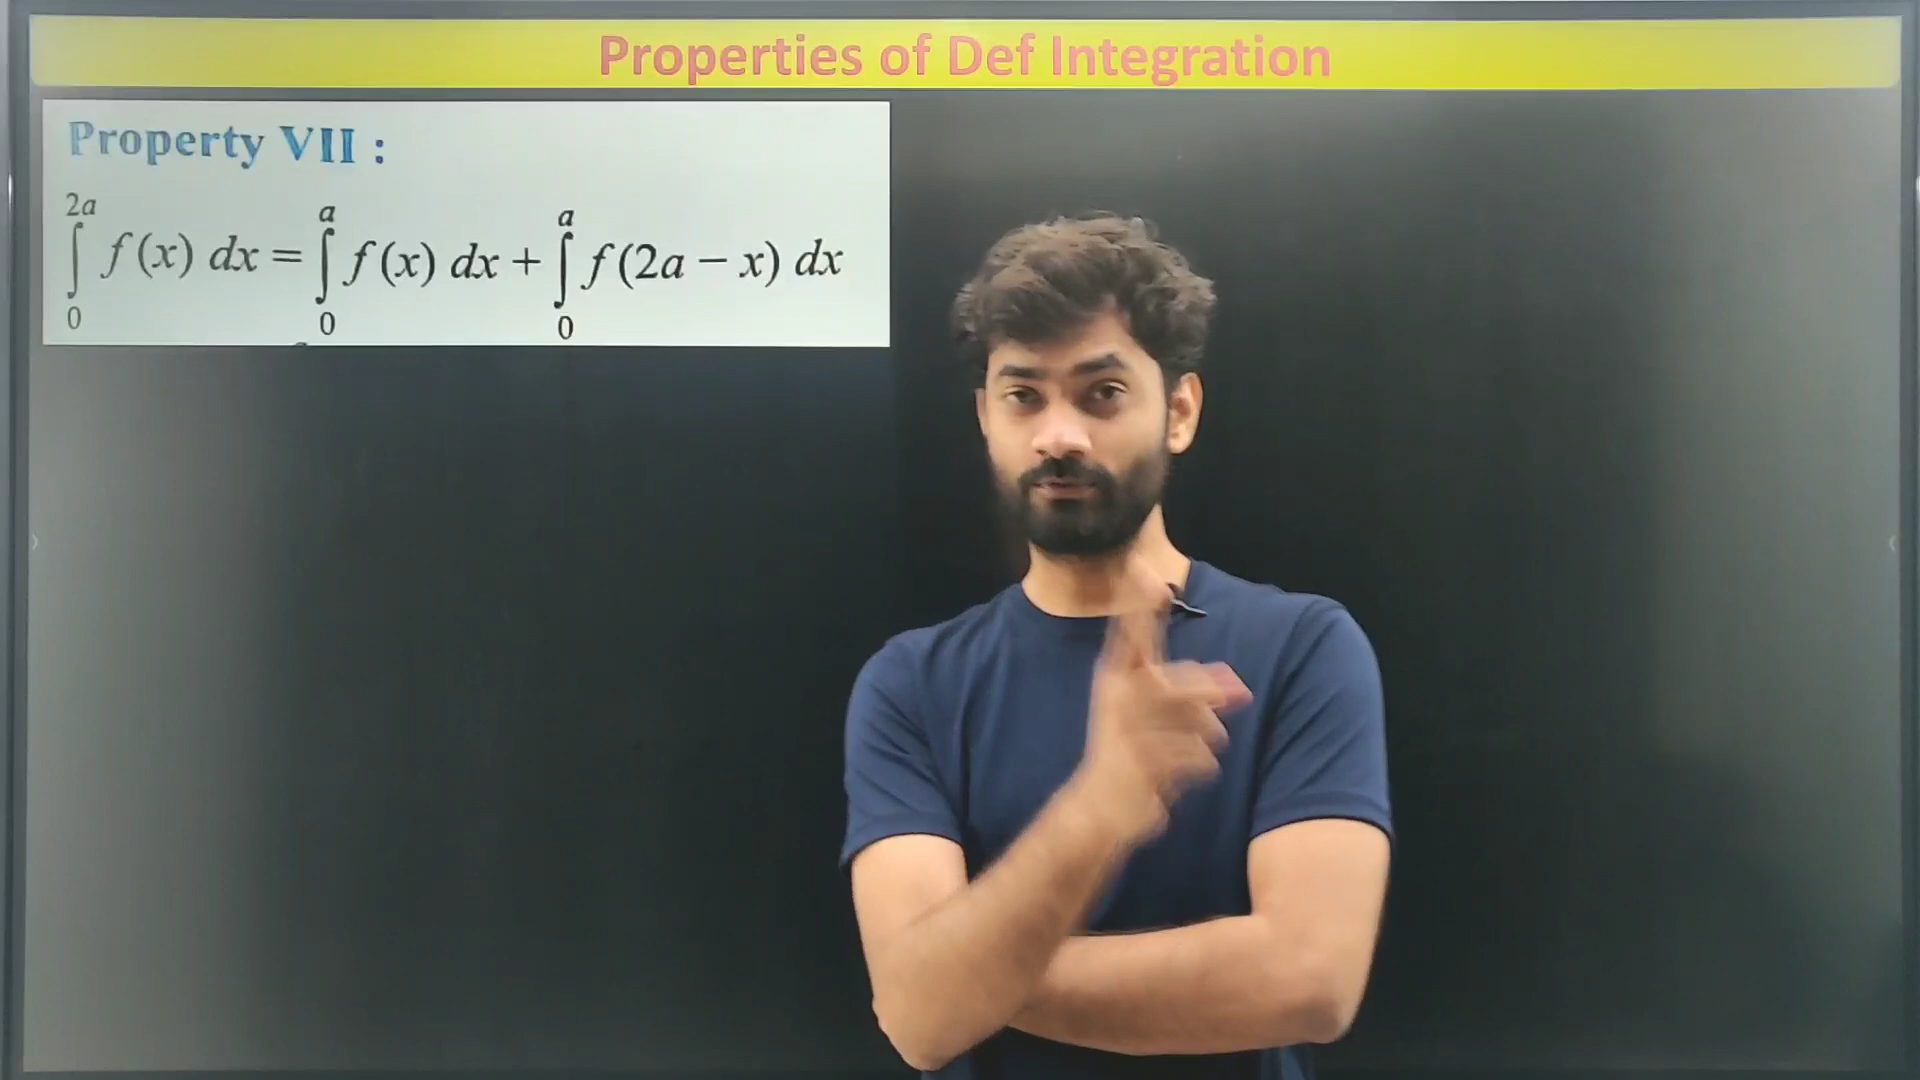 Properties of Def Integration
Property VII :
2a a a
∫ f(x) dx = ∫ f(x) dx + ∫ f(2a − x) dx
0 0 0